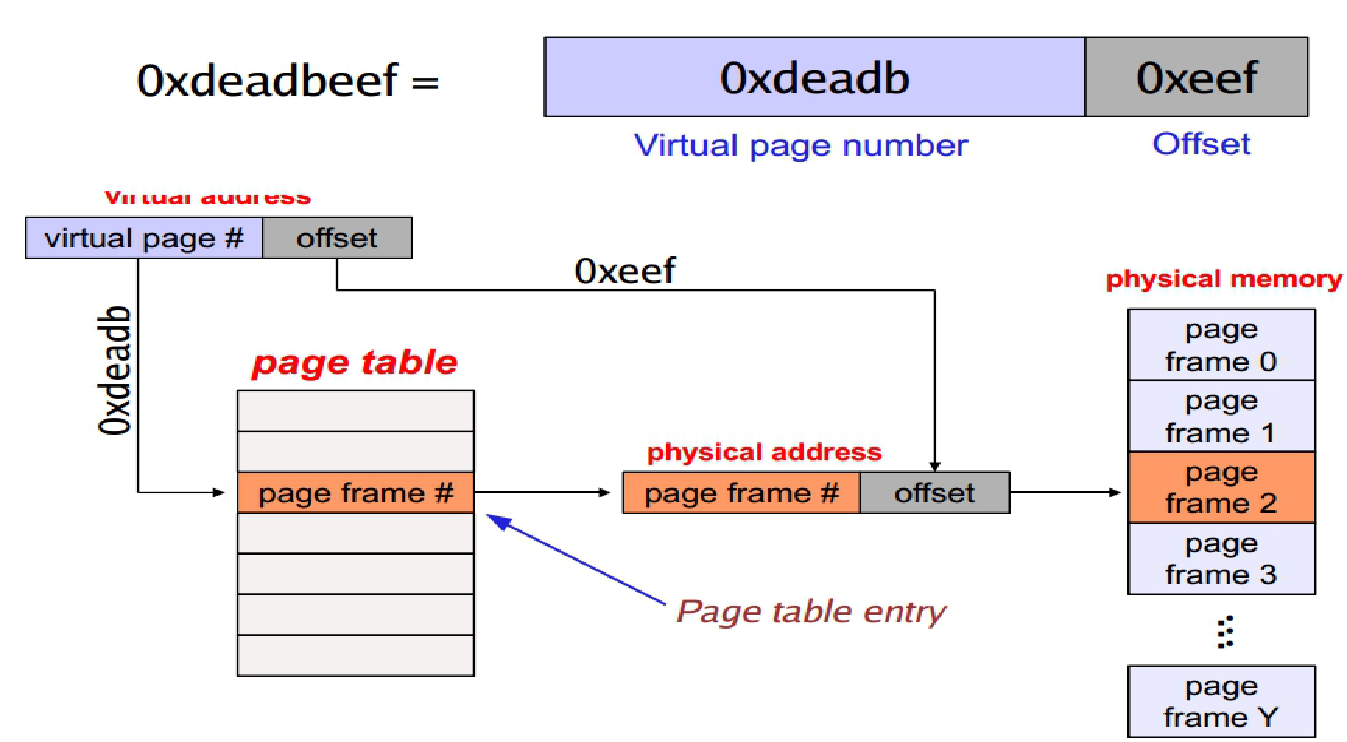 0xdeadbeef =
0xdeadb
0xeef
Virtual page number
Offset
Virtual address
virtual page #
offset
0xeef
0xdeadb
physical memory
page table
page frame #
physical address
page frame #
offset
Page table entry
page
frame 0
page
frame 1
page
frame 2
page
frame 3
page
frame Y